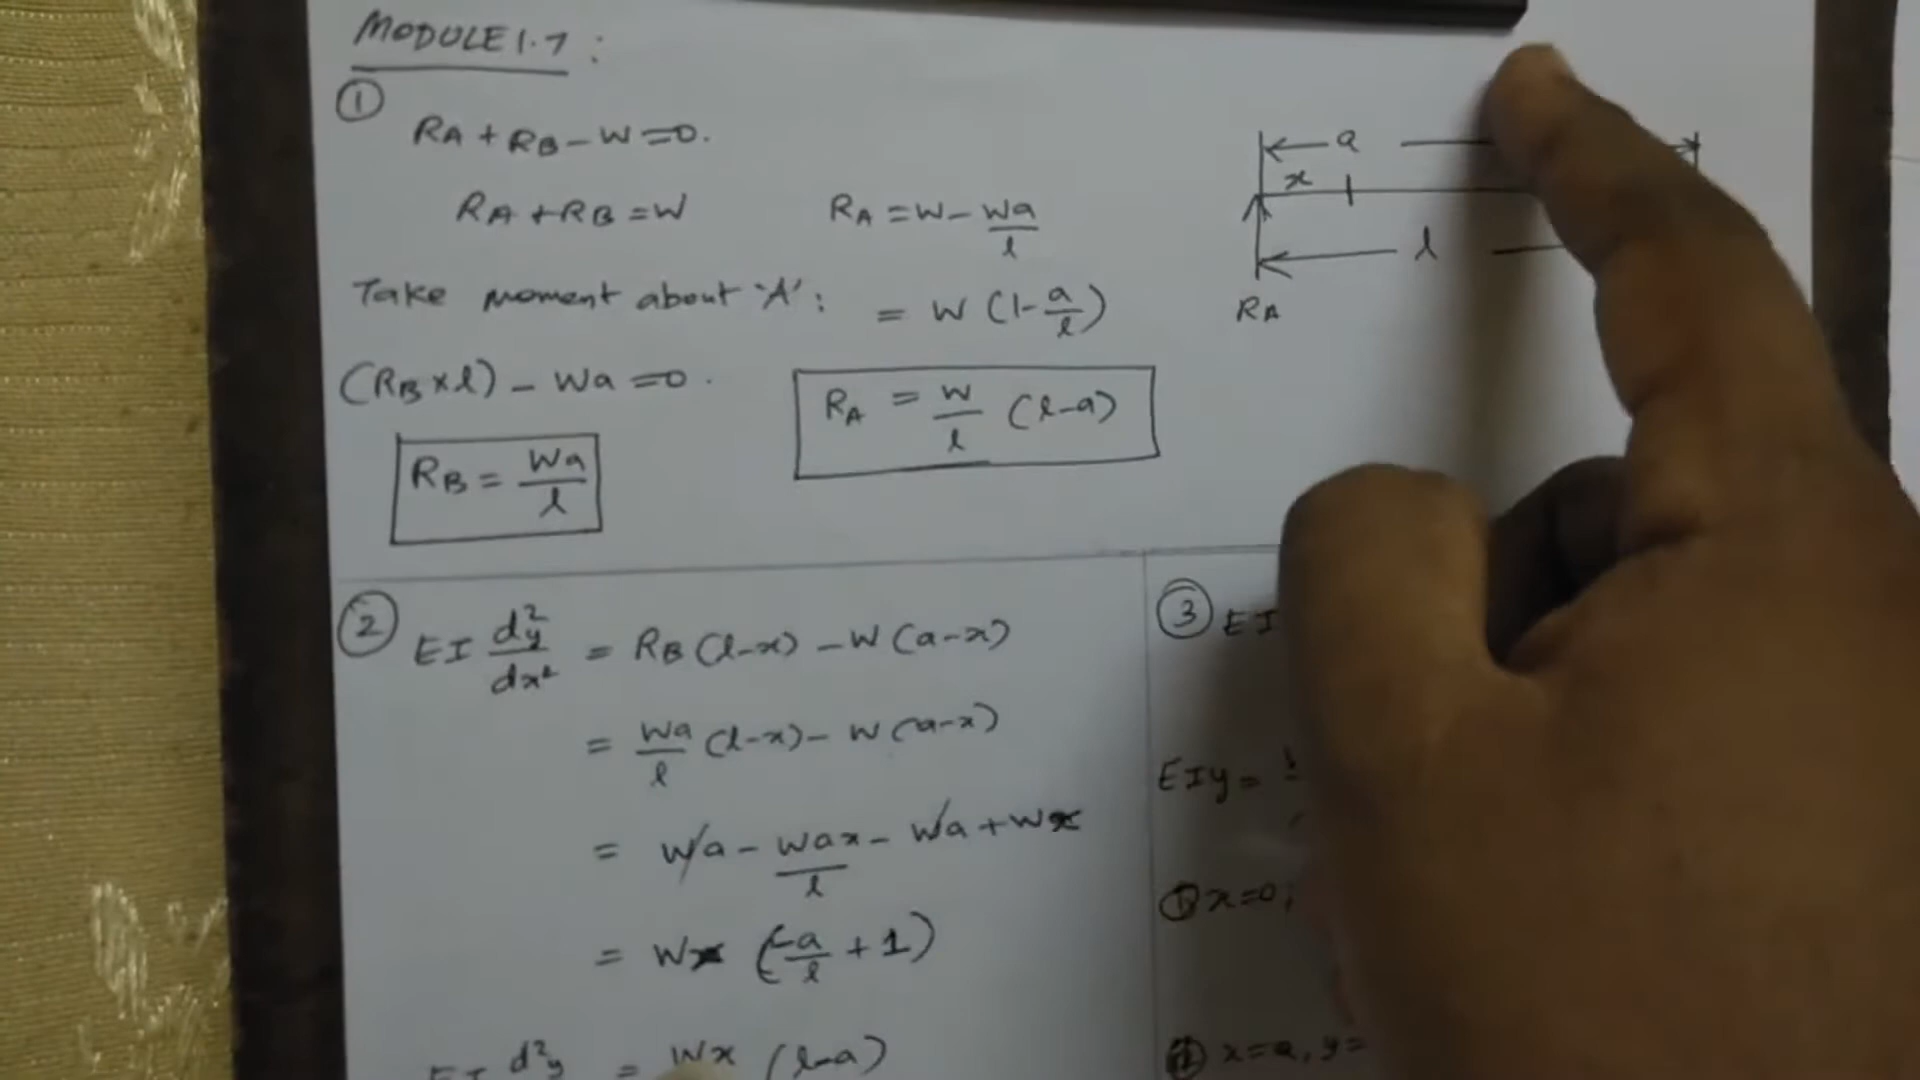 MODULE 1.7 :
①
RA + RB - W = 0.
RA + RB = W
RA = W - Wa/l
Take moment about 'A' :
= W (1 - a/l)
(RB × l) - Wa = 0.
RA = W/l (l-a)
RB = Wa/l
a
x
l
RA
② EI d²y/dx² = RB (l-x) - W (a-x)
= Wa/l (l-x) - W (a-x)
= Wa - Wax/l - Wa + Wx
= Wx (-a/l + 1)
EI d²y = Wx (l-a)
③ EI
EIy =
① x=0;
② x=a, y=